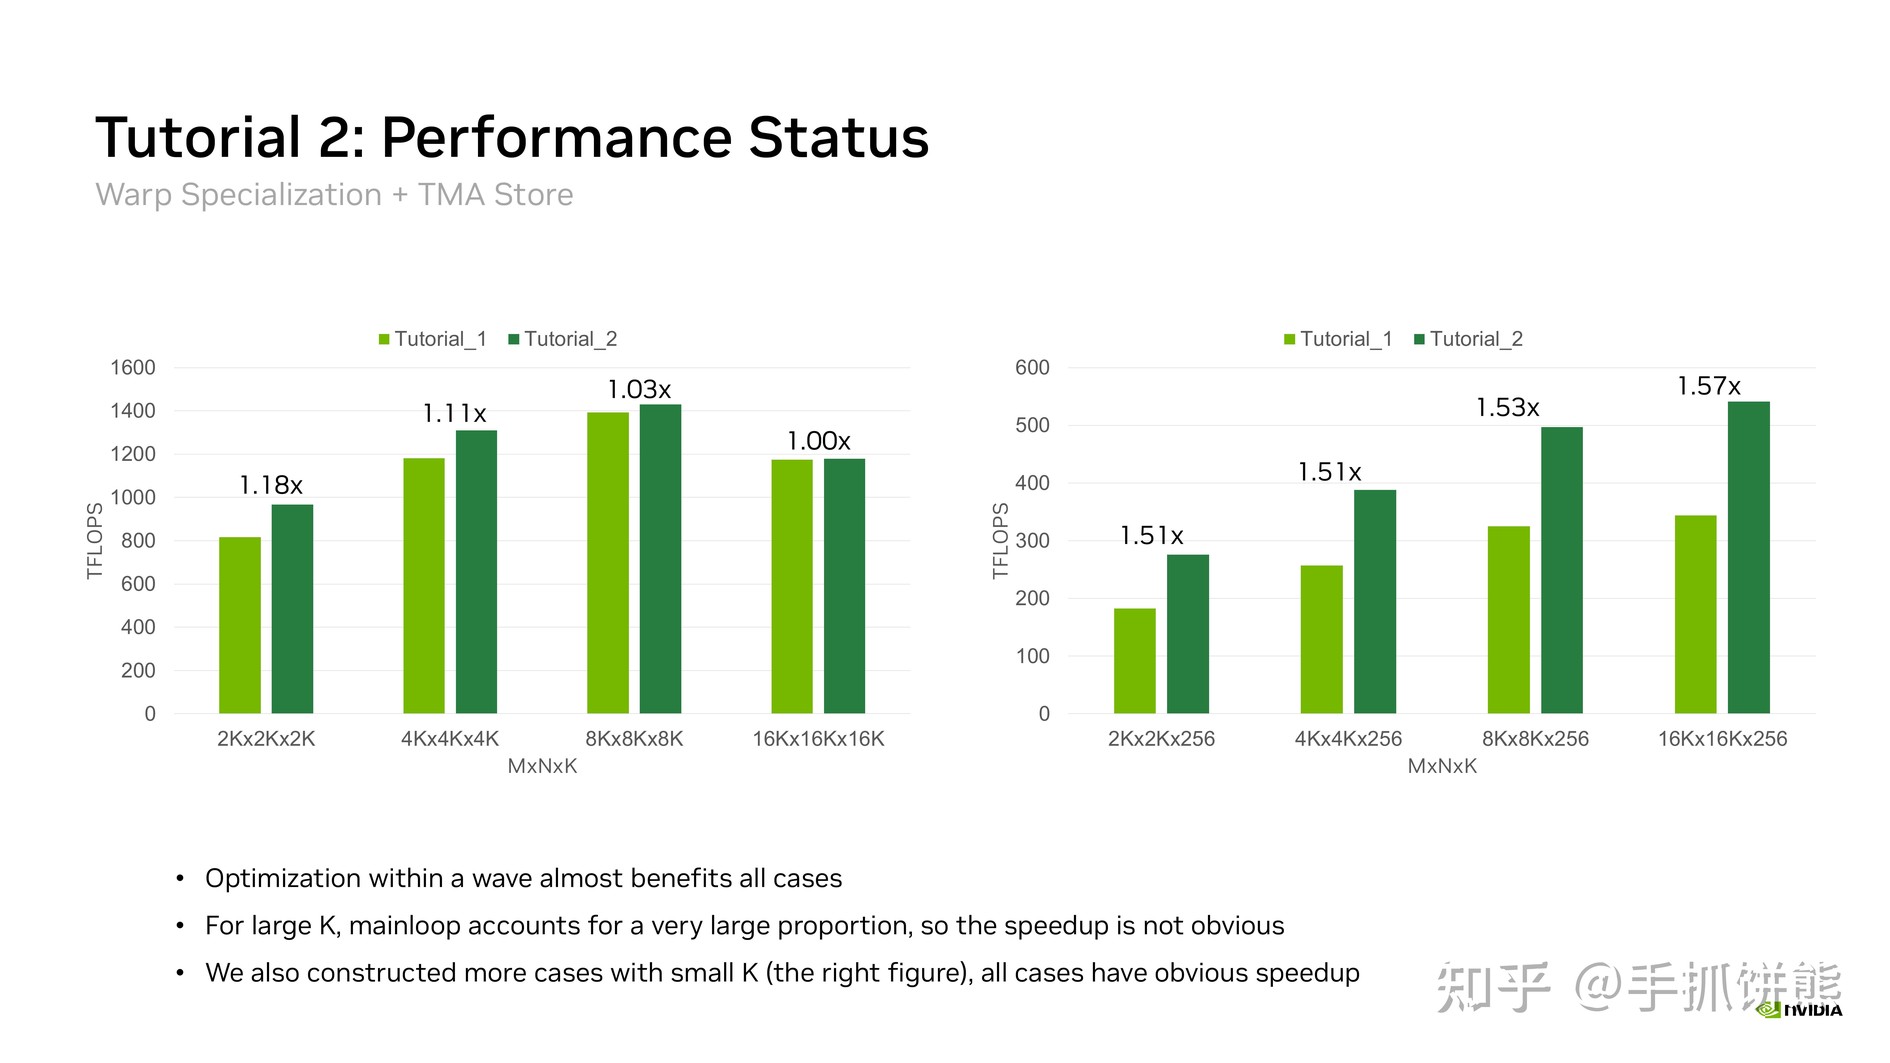 Tutorial 2: Performance Status
Warp Specialization + TMA Store
Tutorial_1 Tutorial_2
1600
1400
1200
1000
800
600
400
200
0
TFLOPS
1.18x
1.11x
1.03x
1.00x
2Kx2Kx2K 4Kx4Kx4K 8Kx8Kx8K 16Kx16Kx16K
MxNxK
Tutorial_1 Tutorial_2
600
500
400
300
200
100
0
TFLOPS
1.51x
1.51x
1.53x
1.57x
2Kx2Kx256 4Kx4Kx256 8Kx8Kx256 16Kx16Kx256
MxNxK
• Optimization within a wave almost benefits all cases
• For large K, mainloop accounts for a very large proportion, so the speedup is not obvious
• We also constructed more cases with small K (the right figure), all cases have obvious speedup
知乎 @手抓饼熊
NVIDIA